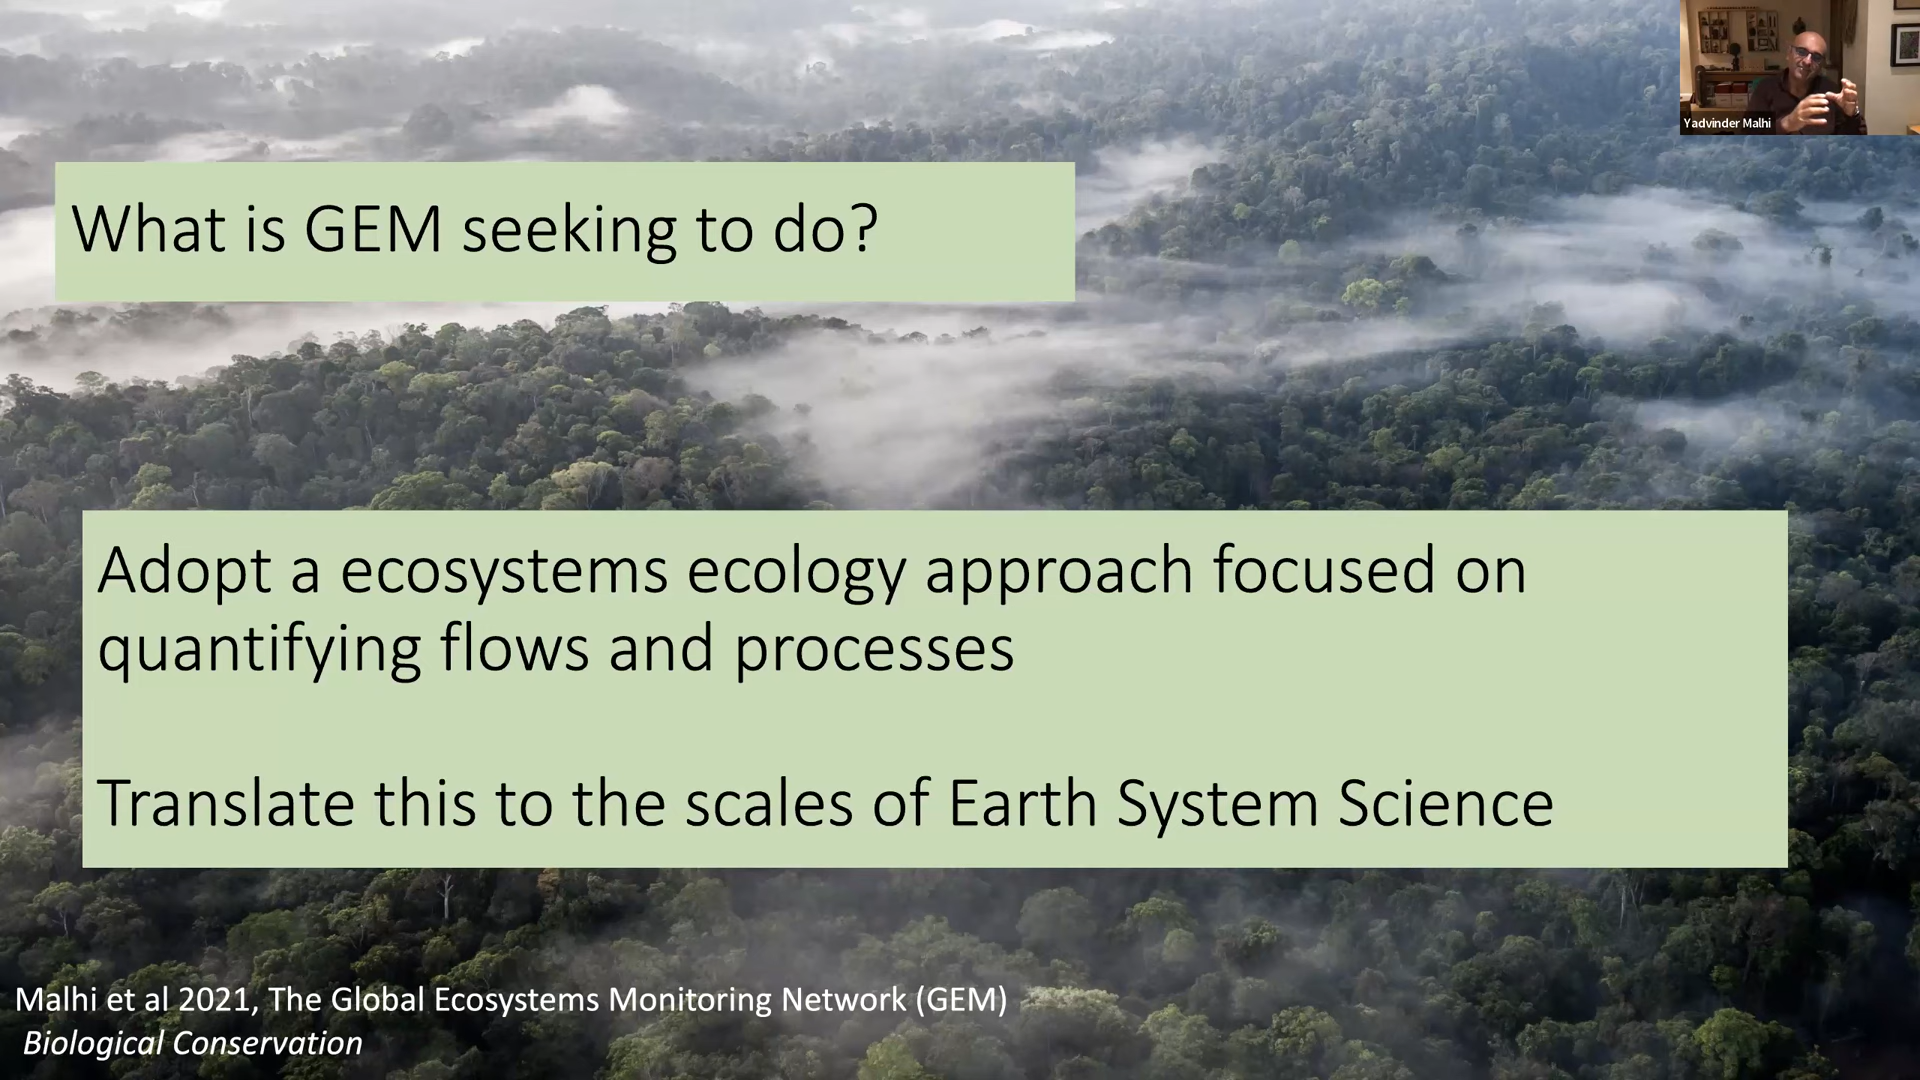 Yadvinder Malhi
What is GEM seeking to do?
Adopt a ecosystems ecology approach focused on
quantifying flows and processes
Translate this to the scales of Earth System Science
Malhi et al 2021, The Global Ecosystems Monitoring Network (GEM)
Biological Conservation